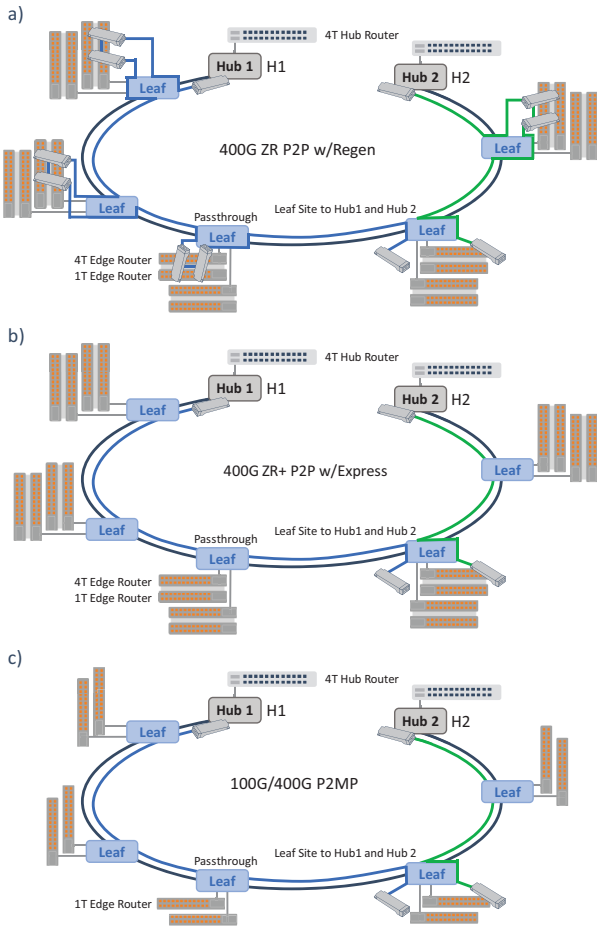 a)
4T Hub Router
Hub 1
H1
Hub 2
H2
Leaf
400G ZR P2P w/Regen
Leaf
Leaf
Passthrough
Leaf Site to Hub1 and Hub 2
Leaf
Leaf
4T Edge Router
1T Edge Router
b)
4T Hub Router
Hub 1
H1
Hub 2
H2
Leaf
400G ZR+ P2P w/Express
Leaf
Leaf
Passthrough
Leaf Site to Hub1 and Hub 2
Leaf
Leaf
4T Edge Router
1T Edge Router
c)
4T Hub Router
Hub 1
H1
Hub 2
H2
Leaf
100G/400G P2MP
Leaf
Leaf
Passthrough
Leaf Site to Hub1 and Hub 2
Leaf
Leaf
1T Edge Router